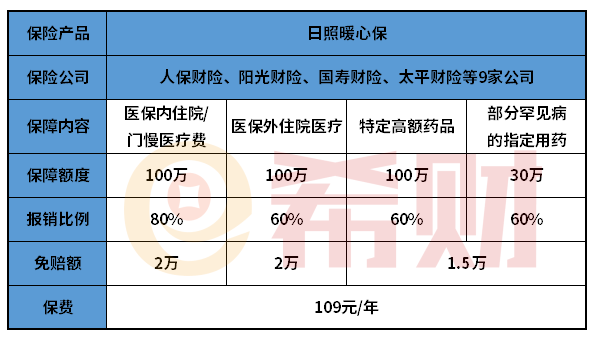 保险产品 日照暖心保
保险公司 人保财险、阳光财险、国寿财险、太平财险等9家公司
保障内容 医保内住院/门慢医疗费 医保外住院医疗 特定高额药品 部分罕见病的指定用药
保障额度 100万 100万 100万 30万
报销比例 80% 60% 60% 60%
免赔额 2万 2万 1.5万
保费 109元/年
希财